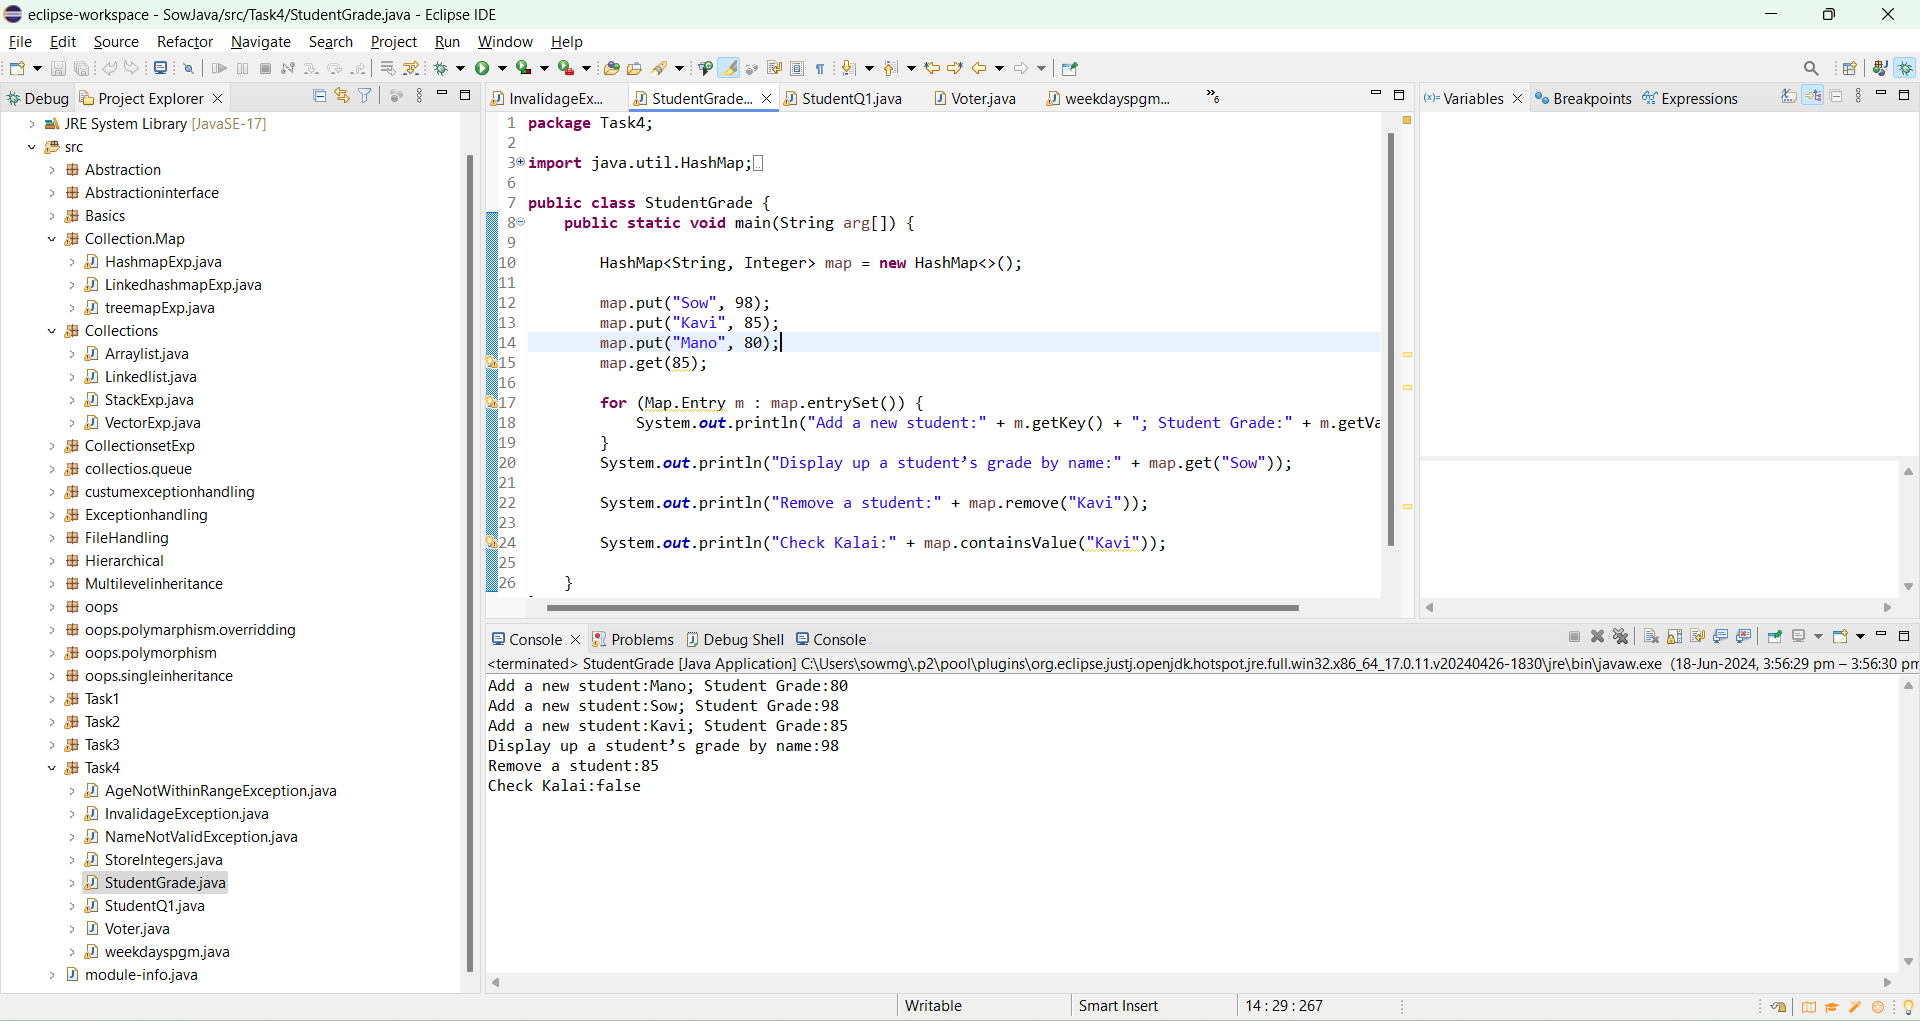 eclipse-workspace - SowJava/src/Task4/StudentGrade.java - Eclipse IDE
File Edit Source Refactor Navigate Search Project Run Window Help
Debug Project Explorer
JRE System Library [JavaSE-17]
src
Abstraction
Abstractioninterface
Basics
Collection.Map
HashmapExp.java
LinkedhashmapExp.java
treemapExp.java
Collections
Arraylist.java
Linkedlist.java
StackExp.java
VectorExp.java
CollectionsetExp
collectios.queue
custumexceptionhandling
Exceptionhandling
FileHandling
Hierarchical
Multilevelinheritance
oops
oops.polymarphism.overridding
oops.polymorphism
oops.singleinheritance
Task1
Task2
Task3
Task4
AgeNotWithinRangeException.java
InvalidageException.java
NameNotValidException.java
StoreIntegers.java
StudentGrade.java
StudentQ1.java
Voter.java
weekdayspgm.java
module-info.java
InvalidageEx... StudentGrade... StudentQ1.java Voter.java weekdayspgm... »6
1 package Task4;
2
3 import java.util.HashMap;
6
7 public class StudentGrade {
8 public static void main(String arg[]) {
9
10 HashMap<String, Integer> map = new HashMap<>();
11
12 map.put("Sow", 98);
13 map.put("Kavi", 85);
14 map.put("Mano", 80);
15 map.get(85);
16
17 for (Map.Entry m : map.entrySet()) {
18 System.out.println("Add a new student:" + m.getKey() + "; Student Grade:" + m.getVa
19 }
20 System.out.println("Display up a student’s grade by name:" + map.get("Sow"));
21
22 System.out.println("Remove a student:" + map.remove("Kavi"));
23
24 System.out.println("Check Kalai:" + map.containsValue("Kavi"));
25
26 }
(x)= Variables Breakpoints Expressions
Console Problems Debug Shell Console
<terminated> StudentGrade [Java Application] C:\Users\sowmg\.p2\pool\plugins\org.eclipse.justj.openjdk.hotspot.jre.full.win32.x86_64_17.0.11.v20240426-1830\jre\bin\javaw.exe (18-Jun-2024, 3:56:29 pm – 3:56:30 pm
Add a new student:Mano; Student Grade:80
Add a new student:Sow; Student Grade:98
Add a new student:Kavi; Student Grade:85
Display up a student’s grade by name:98
Remove a student:85
Check Kalai:false
Writable Smart Insert 14 : 29 : 267